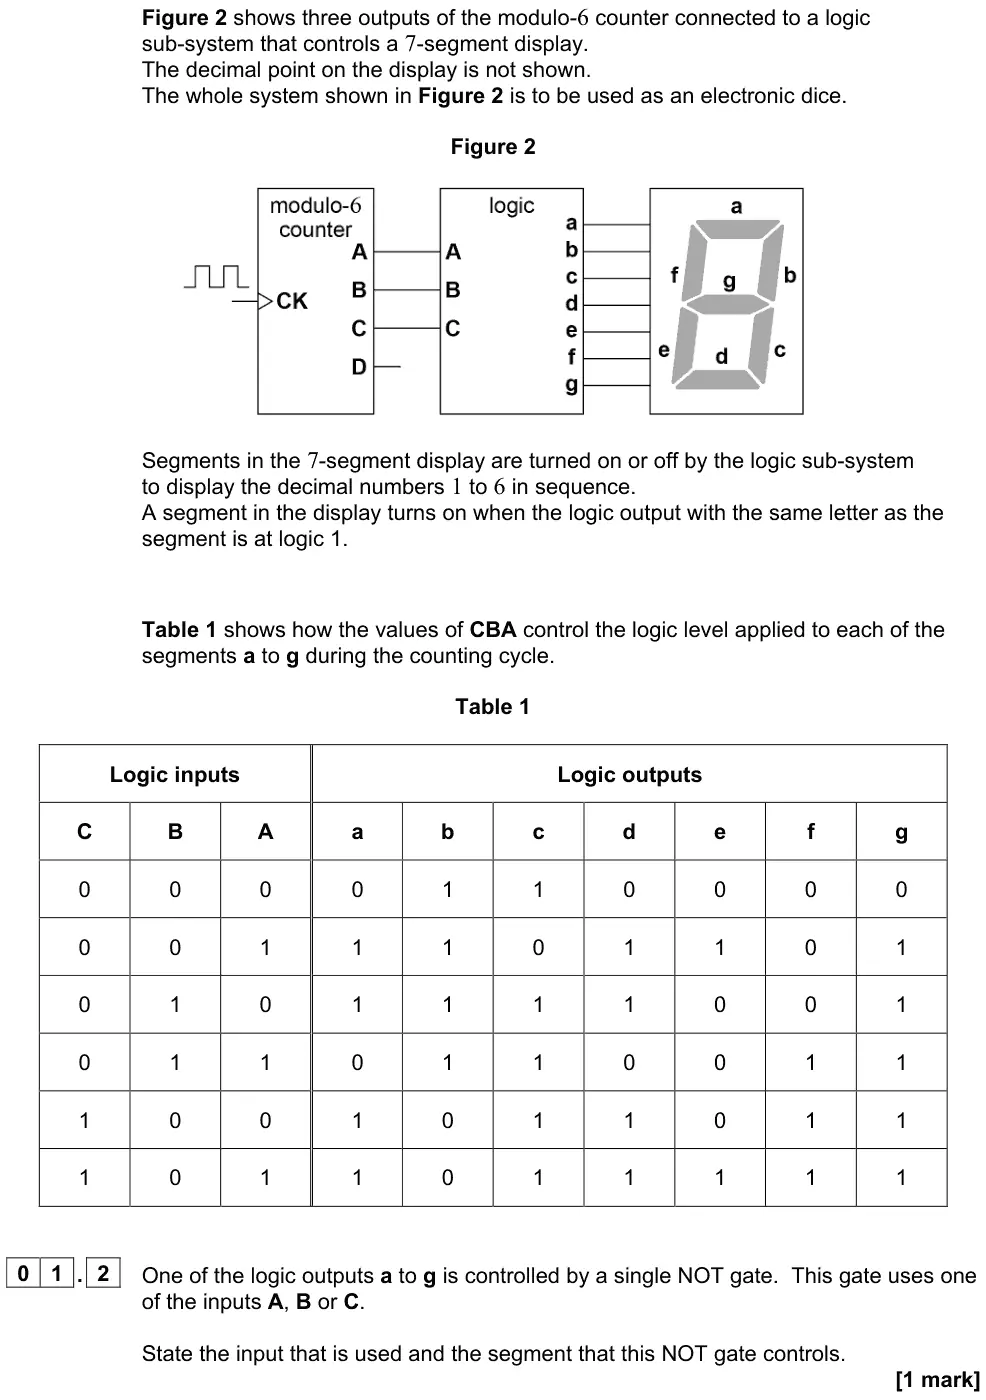 Figure 2 shows three outputs of the modulo-6 counter connected to a logic
sub-system that controls a 7-segment display.
The decimal point on the display is not shown.
The whole system shown in Figure 2 is to be used as an electronic dice.
Figure 2
modulo-6
counter
A
B
C
D
CK
logic
A
B
C
a
b
c
d
e
f
g
a
f
b
g
e
d
c
Segments in the 7-segment display are turned on or off by the logic sub-system
to display the decimal numbers 1 to 6 in sequence.
A segment in the display turns on when the logic output with the same letter as the
segment is at logic 1.
Table 1 shows how the values of CBA control the logic level applied to each of the
segments a to g during the counting cycle.
Table 1
Logic inputs Logic outputs
C B A a b c d e f g
0 0 0 0 1 1 0 0 0 0
0 0 1 1 1 0 1 1 0 1
0 1 0 1 1 1 1 0 0 1
0 1 1 0 1 1 0 0 1 1
1 0 0 1 0 1 1 0 1 1
1 0 1 1 0 1 1 1 1 1
0 1 . 2 One of the logic outputs a to g is controlled by a single NOT gate. This gate uses one
of the inputs A, B or C.
State the input that is used and the segment that this NOT gate controls.
[1 mark]